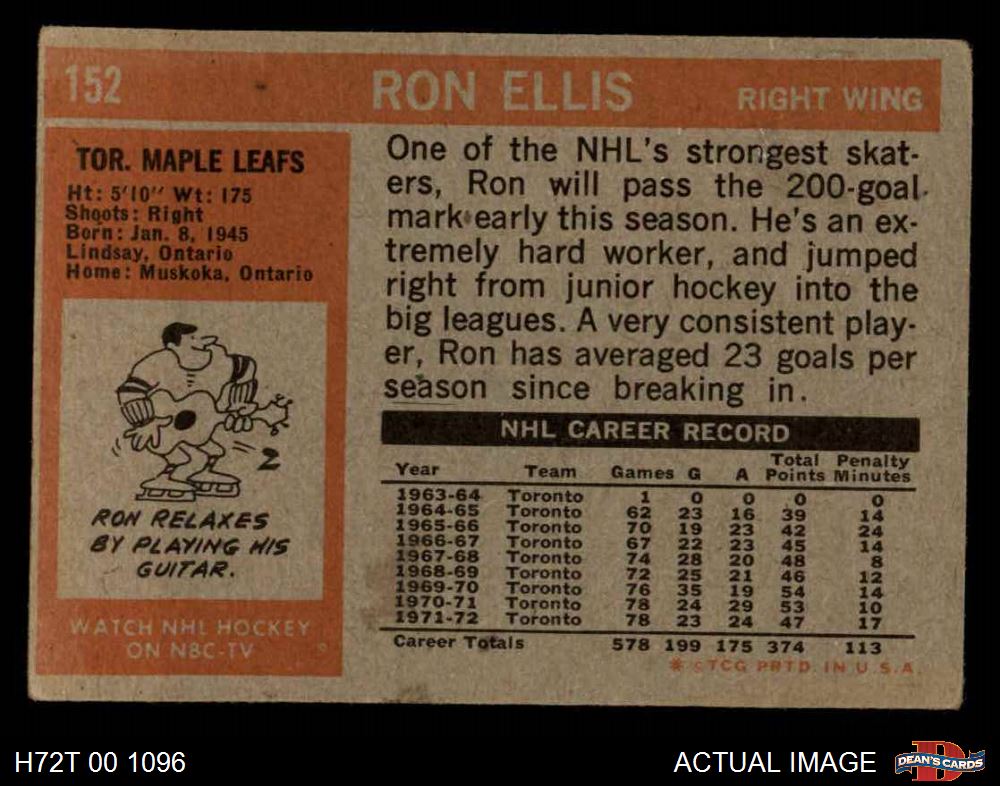 152 RON ELLIS RIGHT WING
TOR. MAPLE LEAFS
Ht: 5'10" Wt: 175
Shoots: Right
Born: Jan. 8, 1945
Lindsay, Ontario
Home: Muskoka, Ontario
2
RON RELAXES
BY PLAYING HIS
GUITAR.
WATCH NHL HOCKEY
ON NBC-TV
One of the NHL's strongest skat-
ers, Ron will pass the 200-goal
mark early this season. He's an ex-
tremely hard worker, and jumped
right from junior hockey into the
big leagues. A very consistent play-
er, Ron has averaged 23 goals per
season since breaking in.
NHL CAREER RECORD
Year Team Games G A Total Points Penalty Minutes
1963-64 Toronto 1 0 0 0 0
1964-65 Toronto 62 23 16 39 14
1965-66 Toronto 70 19 23 42 24
1966-67 Toronto 67 22 23 45 14
1967-68 Toronto 74 28 20 48 8
1968-69 Toronto 72 25 21 46 12
1969-70 Toronto 76 35 19 54 14
1970-71 Toronto 78 24 29 53 10
1971-72 Toronto 78 23 24 47 17
Career Totals 578 199 175 374 113
* © TCG PRTD. IN U.S.A.
H72T 00 1096 ACTUAL IMAGE DEAN'S CARDS